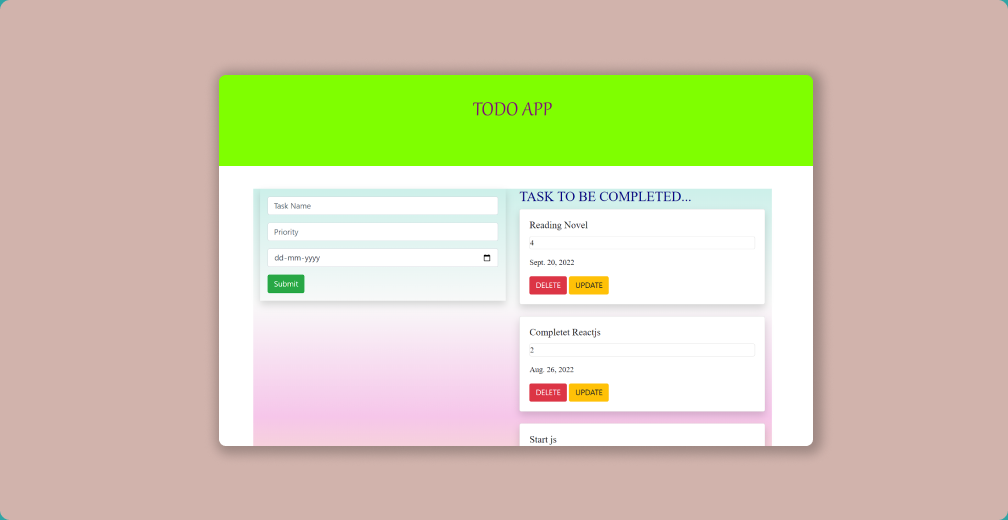 TODO APP
Task Name
Priority
dd-mm-yyyy
Submit
TASK TO BE COMPLETED...
Reading Novel
4
Sept. 20, 2022
DELETE UPDATE
Completet Reactjs
2
Aug. 26, 2022
DELETE UPDATE
Start js